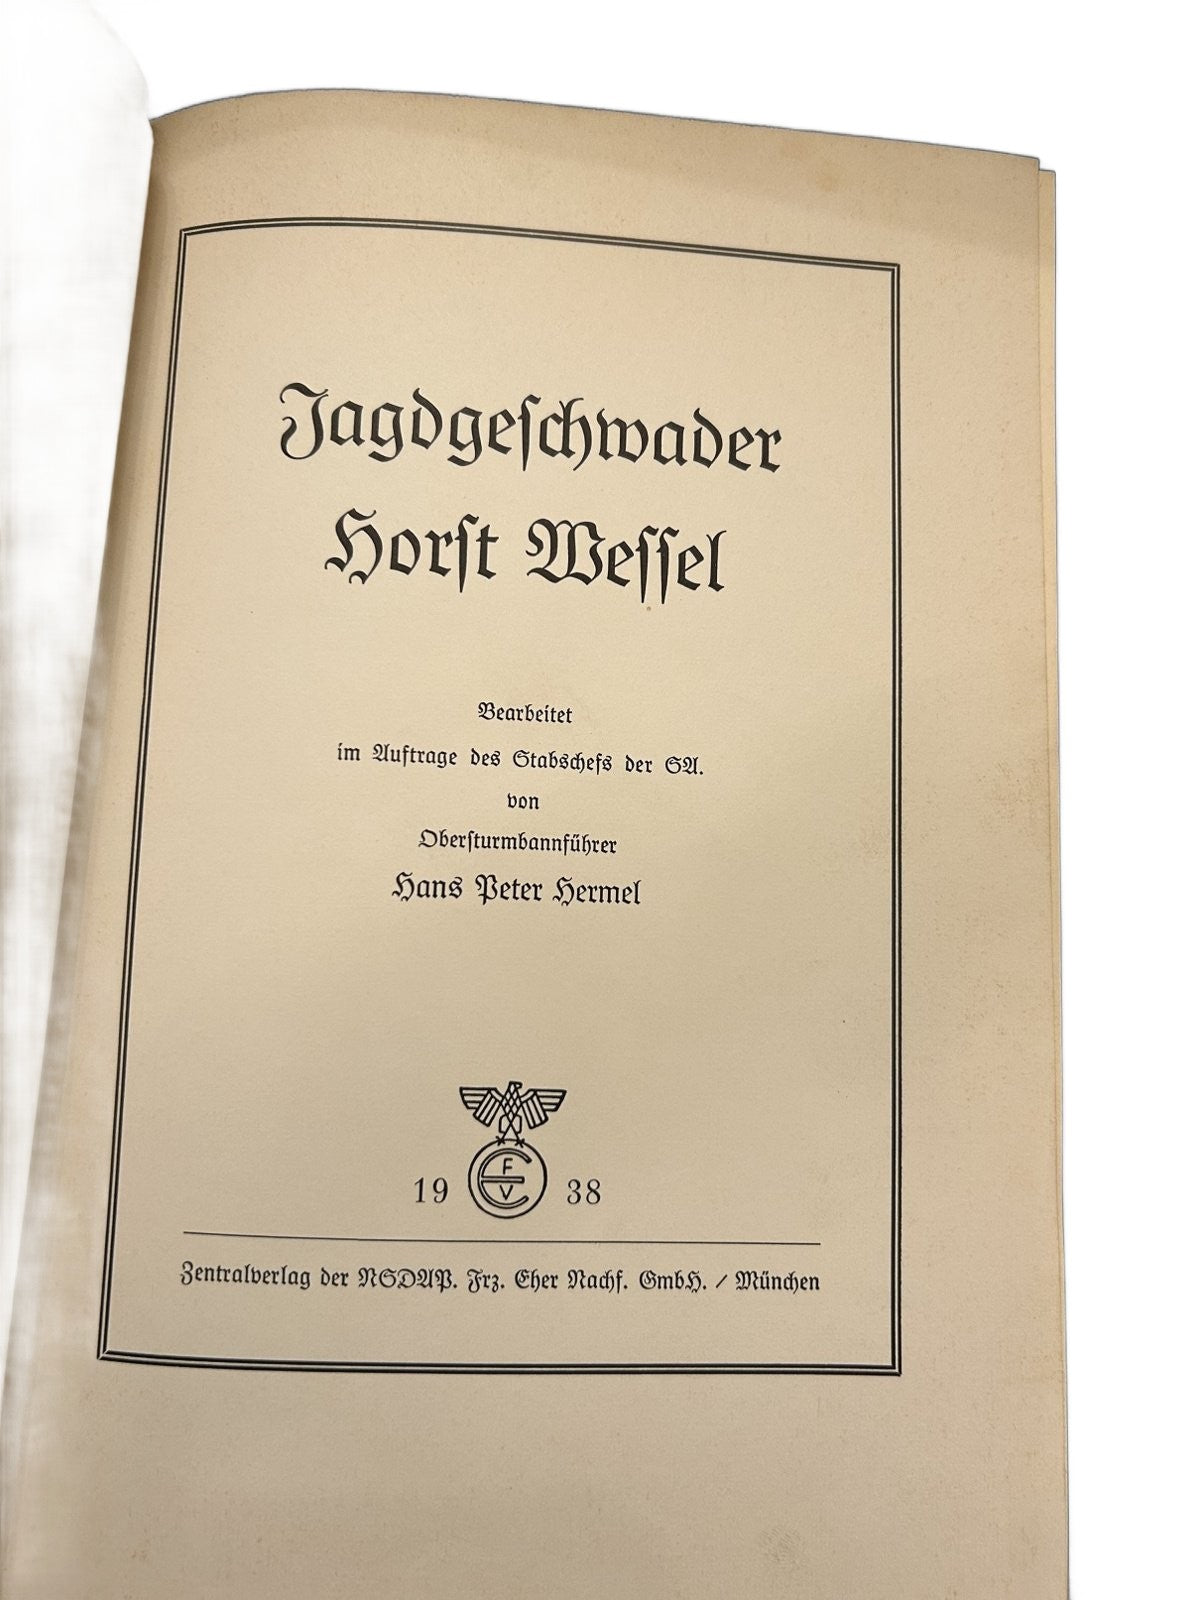 Jagdgeschwader
Horst Wessel
Bearbeitet
im Auftrage des Stabschefs der SA.
von
Obersturmbannführer
Hans Peter Hermel
19 38
F
E
V
Zentralverlag der NSDAP. Frz. Eher Nachf. GmbH. / München